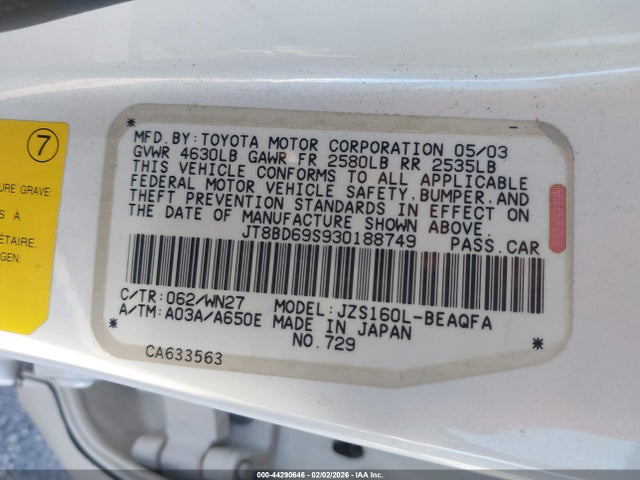 7
URE GRAVE:
S À
ÉTAIRE.
GEN:
MFD.BY:TOYOTA MOTOR CORPORATION 05/03
GVWR 4630LB GAWR FR 2580LB RR 2535LB
THIS VEHICLE CONFORMS TO ALL APPLICABLE
FEDERAL MOTOR VEHICLE SAFETY,BUMPER,AND
THEFT PREVENTION STANDARDS IN EFFECT ON
THE DATE OF MANUFACTURE SHOWN ABOVE.
JT8BD69S930188749 PASS.CAR
C/TR:062/WN27 MODEL:JZS160L-BEAQFA
A/TM:A03A/A650E MADE IN JAPAN
NO.729
CA633563
000-44290646 - 02/02/2026 - IAAI.COM